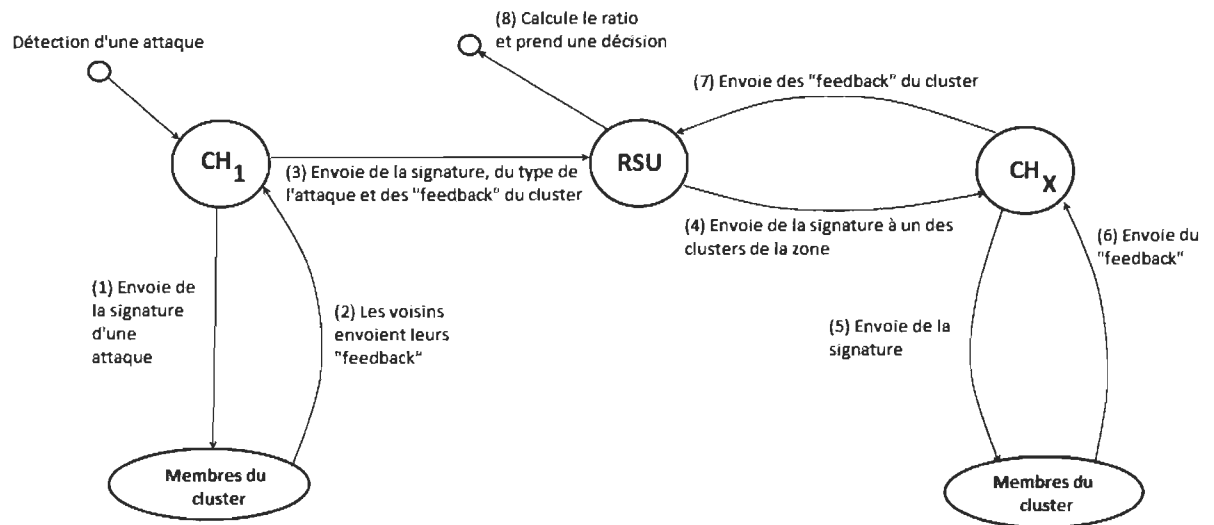 Détection d'une attaque
(8) Calcule le ratio
et prend une décision
(7) Envoie des "feedback" du cluster
CH1
RSU
CHX
(3) Envoie de la signature, du type de
l'attaque et des "feedback" du cluster
(4) Envoie de la signature à un des
clusters de la zone
(6) Envoie du
"feedback"
(1) Envoie de
la signature
d'une
attaque
(2) Les voisins
envoient leurs
"feedback"
(5) Envoie de la
signature
Membres du
cluster
Membres du
cluster